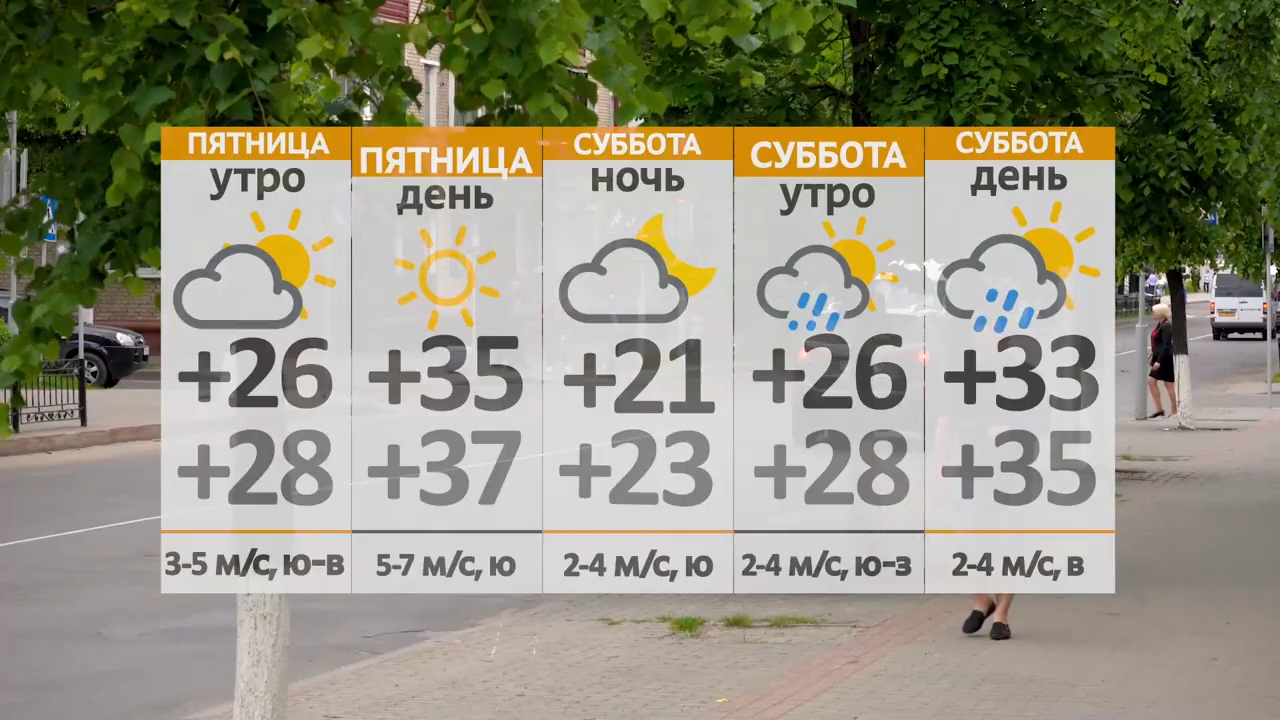 ПЯТНИЦА
утро
+26
+28
3-5 м/с, ю-в
ПЯТНИЦА
день
+35
+37
5-7 м/с, ю
СУББОТА
ночь
+21
+23
2-4 м/с, ю
СУББОТА
утро
+26
+28
2-4 м/с, ю-з
СУББОТА
день
+33
+35
2-4 м/с, в